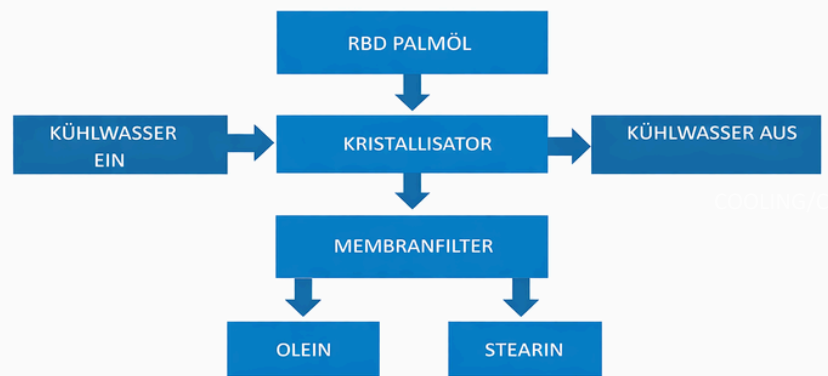 RBD PALMÖL
KÜHLWASSER
EIN
KRISTALLISATOR
KÜHLWASSER AUS
MEMBRANFILTER
OLEIN
STEARIN